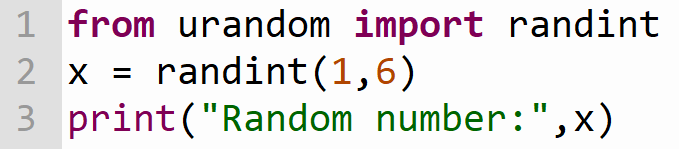 1 from urandom import randint
2 x = randint(1,6)
3 print("Random number:",x)